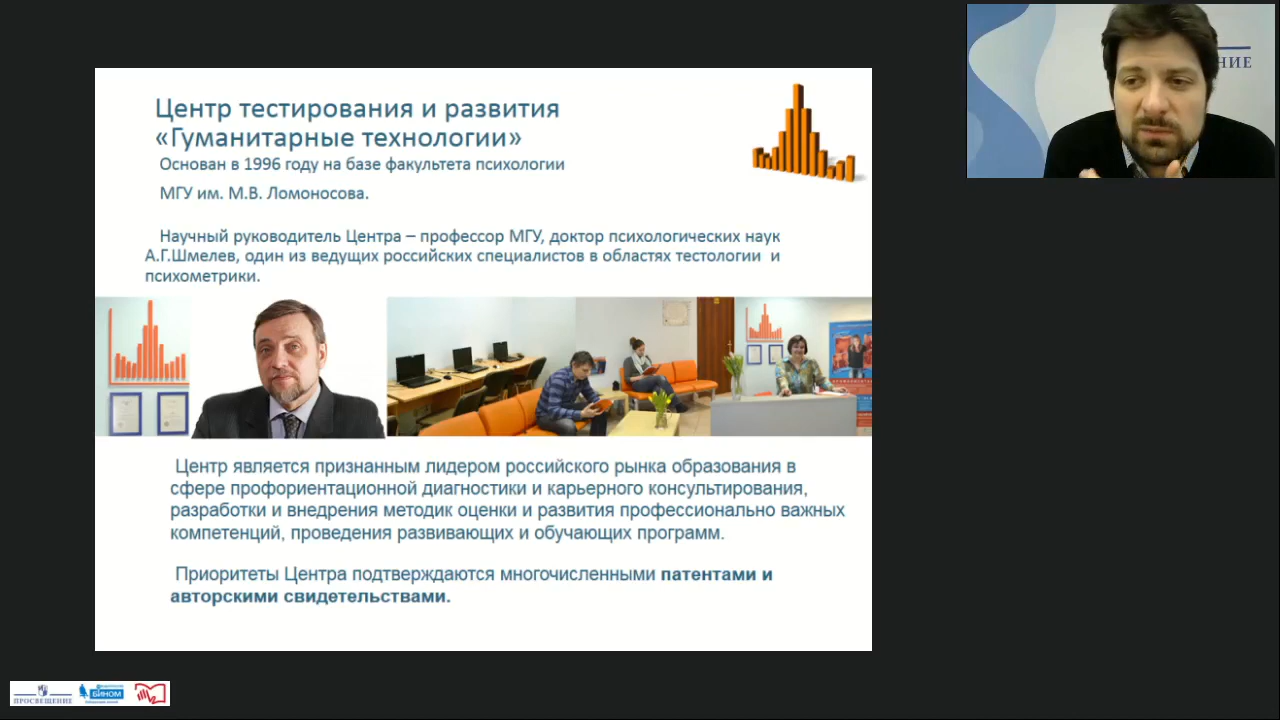 Центр тестирования и развития
«Гуманитарные технологии»
Основан в 1996 году на базе факультета психологии
МГУ им. М.В. Ломоносова.
Научный руководитель Центра – профессор МГУ, доктор психологических наук
А.Г.Шмелев, один из ведущих российских специалистов в областях тестологии и
психометрики.
Центр является признанным лидером российского рынка образования в
сфере профориентационной диагностики и карьерного консультирования,
разработки и внедрения методик оценки и развития профессионально важных
компетенций, проведения развивающих и обучающих программ.
Приоритеты Центра подтверждаются многочисленными патентами и
авторскими свидетельствами.
НИЕ
ПРОСВЕЩЕНИЕ
БИНОМ